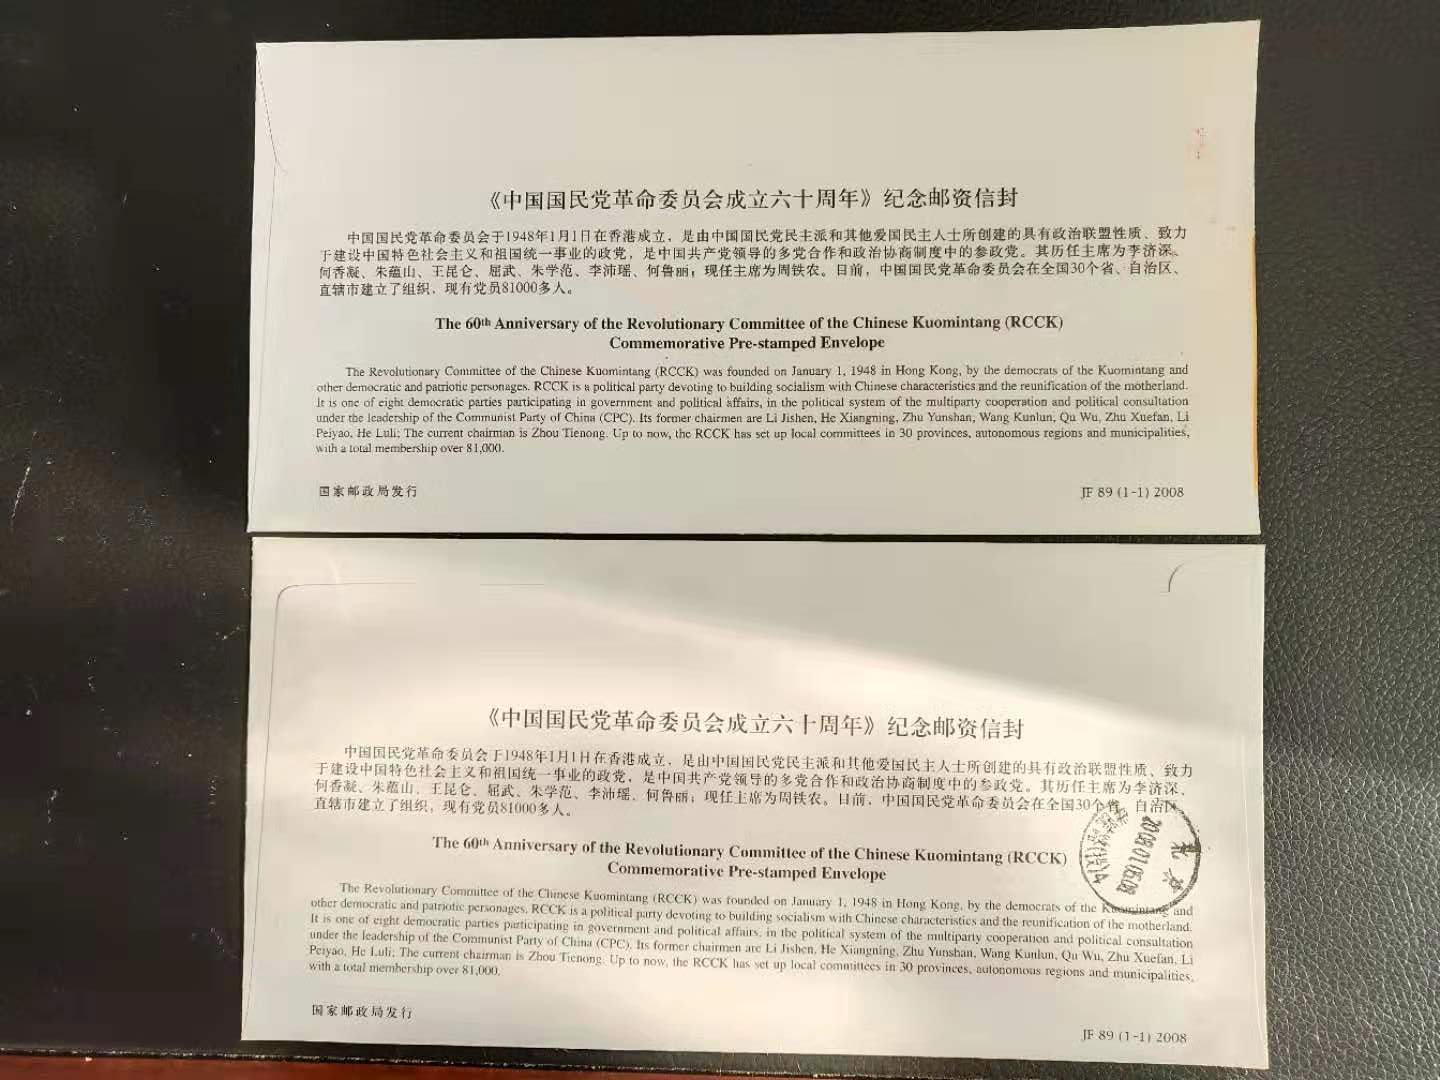 《中国国民党革命委员会成立六十周年》纪念邮资信封
中国国民党革命委员会于1948年1月1日在香港成立，是由中国国民党民主派和其他爱国民主人士所创建的具有政治联盟性质、致力
于建设中国特色社会主义和祖国统一事业的政党，是中国共产党领导的多党合作和政治协商制度中的参政党。其历任主席为李济深、
何香凝、朱蕴山、王昆仑、屈武、朱学范、李沛瑶、何鲁丽；现任主席为周铁农。目前，中国国民党革命委员会在全国30个省、自治区、
直辖市建立了组织，现有党员81000多人。
The 60th Anniversary of the Revolutionary Committee of the Chinese Kuomintang (RCCK)
Commemorative Pre-stamped Envelope
The Revolutionary Committee of the Chinese Kuomintang (RCCK) was founded on January 1, 1948 in Hong Kong, by the democrats of the Kuomintang and
other democratic and patriotic personages. RCCK is a political party devoting to building socialism with Chinese characteristics and the reunification of the motherland.
It is one of eight democratic parties participating in government and political affairs, in the political system of the multiparty cooperation and political consultation
under the leadership of the Communist Party of China (CPC). Its former chairmen are Li Jishen, He Xiangning, Zhu Yunshan, Wang Kunlun, Qu Wu, Zhu Xuefan, Li
Peiyao, He Luli; The current chairman is Zhou Tienong. Up to now, the RCCK has set up local committees in 30 provinces, autonomous regions and municipalities,
with a total membership over 81,000.
国家邮政局发行
JF 89 (1-1) 2008
《中国国民党革命委员会成立六十周年》纪念邮资信封
中国国民党革命委员会于1948年1月1日在香港成立，是由中国国民党民主派和其他爱国民主人士所创建的具有政治联盟性质、致力
于建设中国特色社会主义和祖国统一事业的政党，是中国共产党领导的多党合作和政治协商制度中的参政党。其历任主席为李济深、
何香凝、朱蕴山、王昆仑、屈武、朱学范、李沛瑶、何鲁丽；现任主席为周铁农。目前，中国国民党革命委员会在全国30个省、自治区、
直辖市建立了组织，现有党员81000多人。
2008.01.05.08
The 60th Anniversary of the Revolutionary Committee of the Chinese Kuomintang (RCCK)
Commemorative Pre-stamped Envelope
The Revolutionary Committee of the Chinese Kuomintang (RCCK) was founded on January 1, 1948 in Hong Kong, by the democrats of the Kuomintang and
other democratic and patriotic personages. RCCK is a political party devoting to building socialism with Chinese characteristics and the reunification of the motherland.
It is one of eight democratic parties participating in government and political affairs, in the political system of the multiparty cooperation and political consultation
under the leadership of the Communist Party of China (CPC). Its former chairmen are Li Jishen, He Xiangning, Zhu Yunshan, Wang Kunlun, Qu Wu, Zhu Xuefan, Li
Peiyao, He Luli; The current chairman is Zhou Tienong. Up to now, the RCCK has set up local committees in 30 provinces, autonomous regions and municipalities,
with a total membership over 81,000.
国家邮政局发行
JF 89 (1-1) 2008